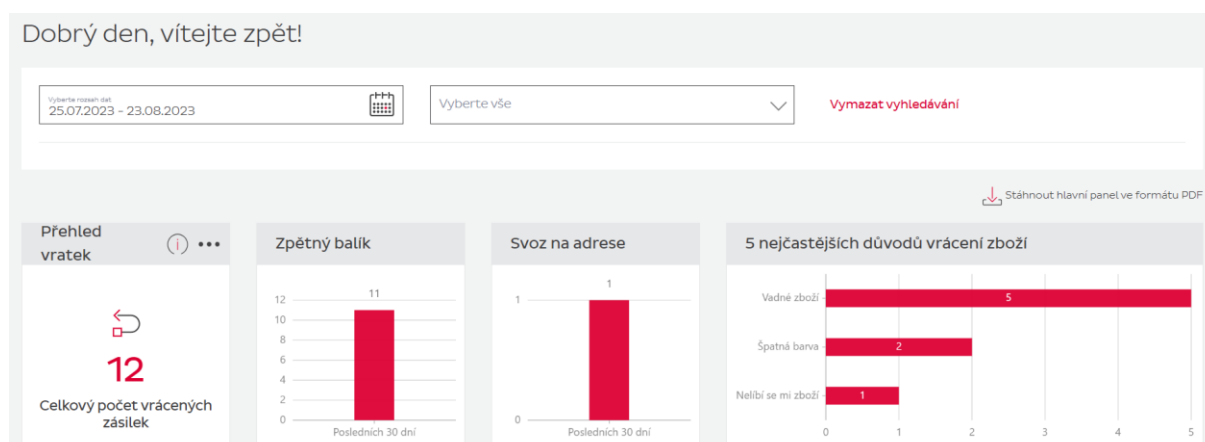 Dobrý den, vítejte zpět!
Vyberte rozsah dat
25.07.2023 - 23.08.2023
Vyberte vše
Vymazat vyhledávání
Stáhnout hlavní panel ve formátu PDF
Přehled
vratek
12
Celkový počet vrácených
zásilek
Zpětný balík
11
12
10
8
6
4
2
0
Posledních 30 dní
Svoz na adrese
1
1
0
Posledních 30 dní
5 nejčastějších důvodů vrácení zboží
Vadné zboží 5
Špatná barva 2
Nelíbí se mi zboží 1
0 1 2 3 4 5